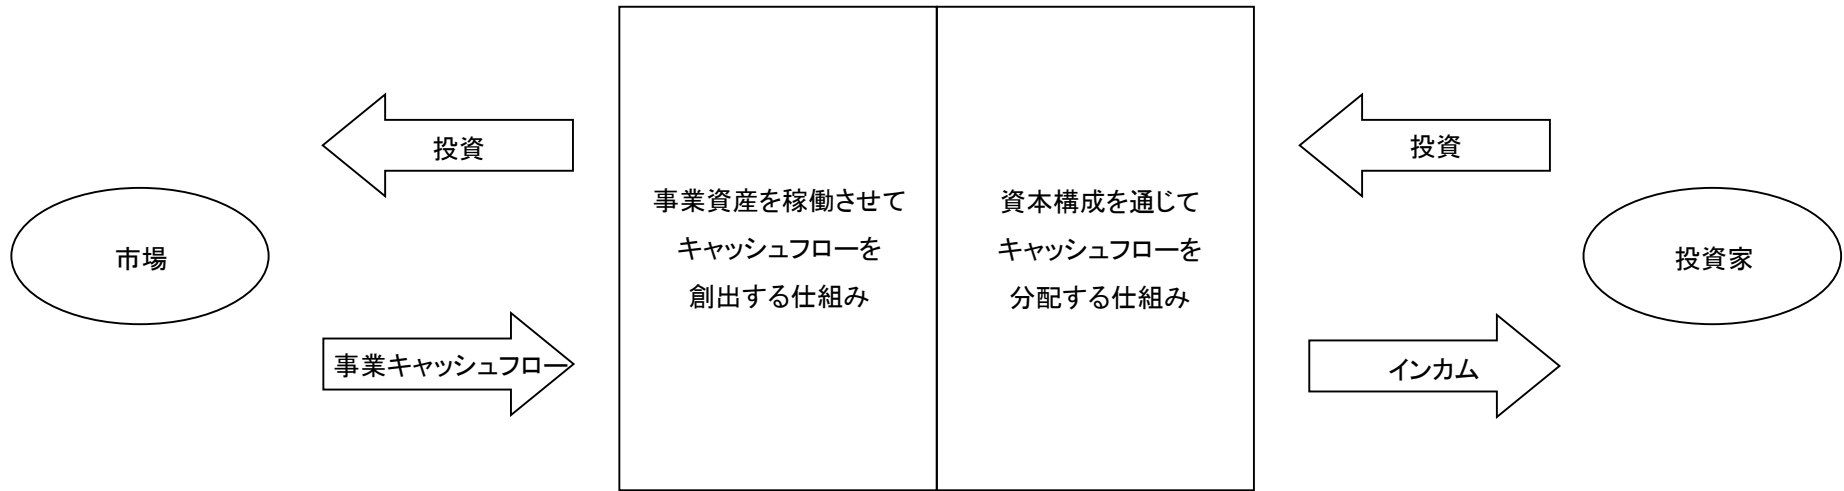 市場
投資
事業キャッシュフロー
事業資産を稼働させて
キャッシュフローを
創出する仕組み
資本構成を通じて
キャッシュフローを
分配する仕組み
投資
インカム
投資家